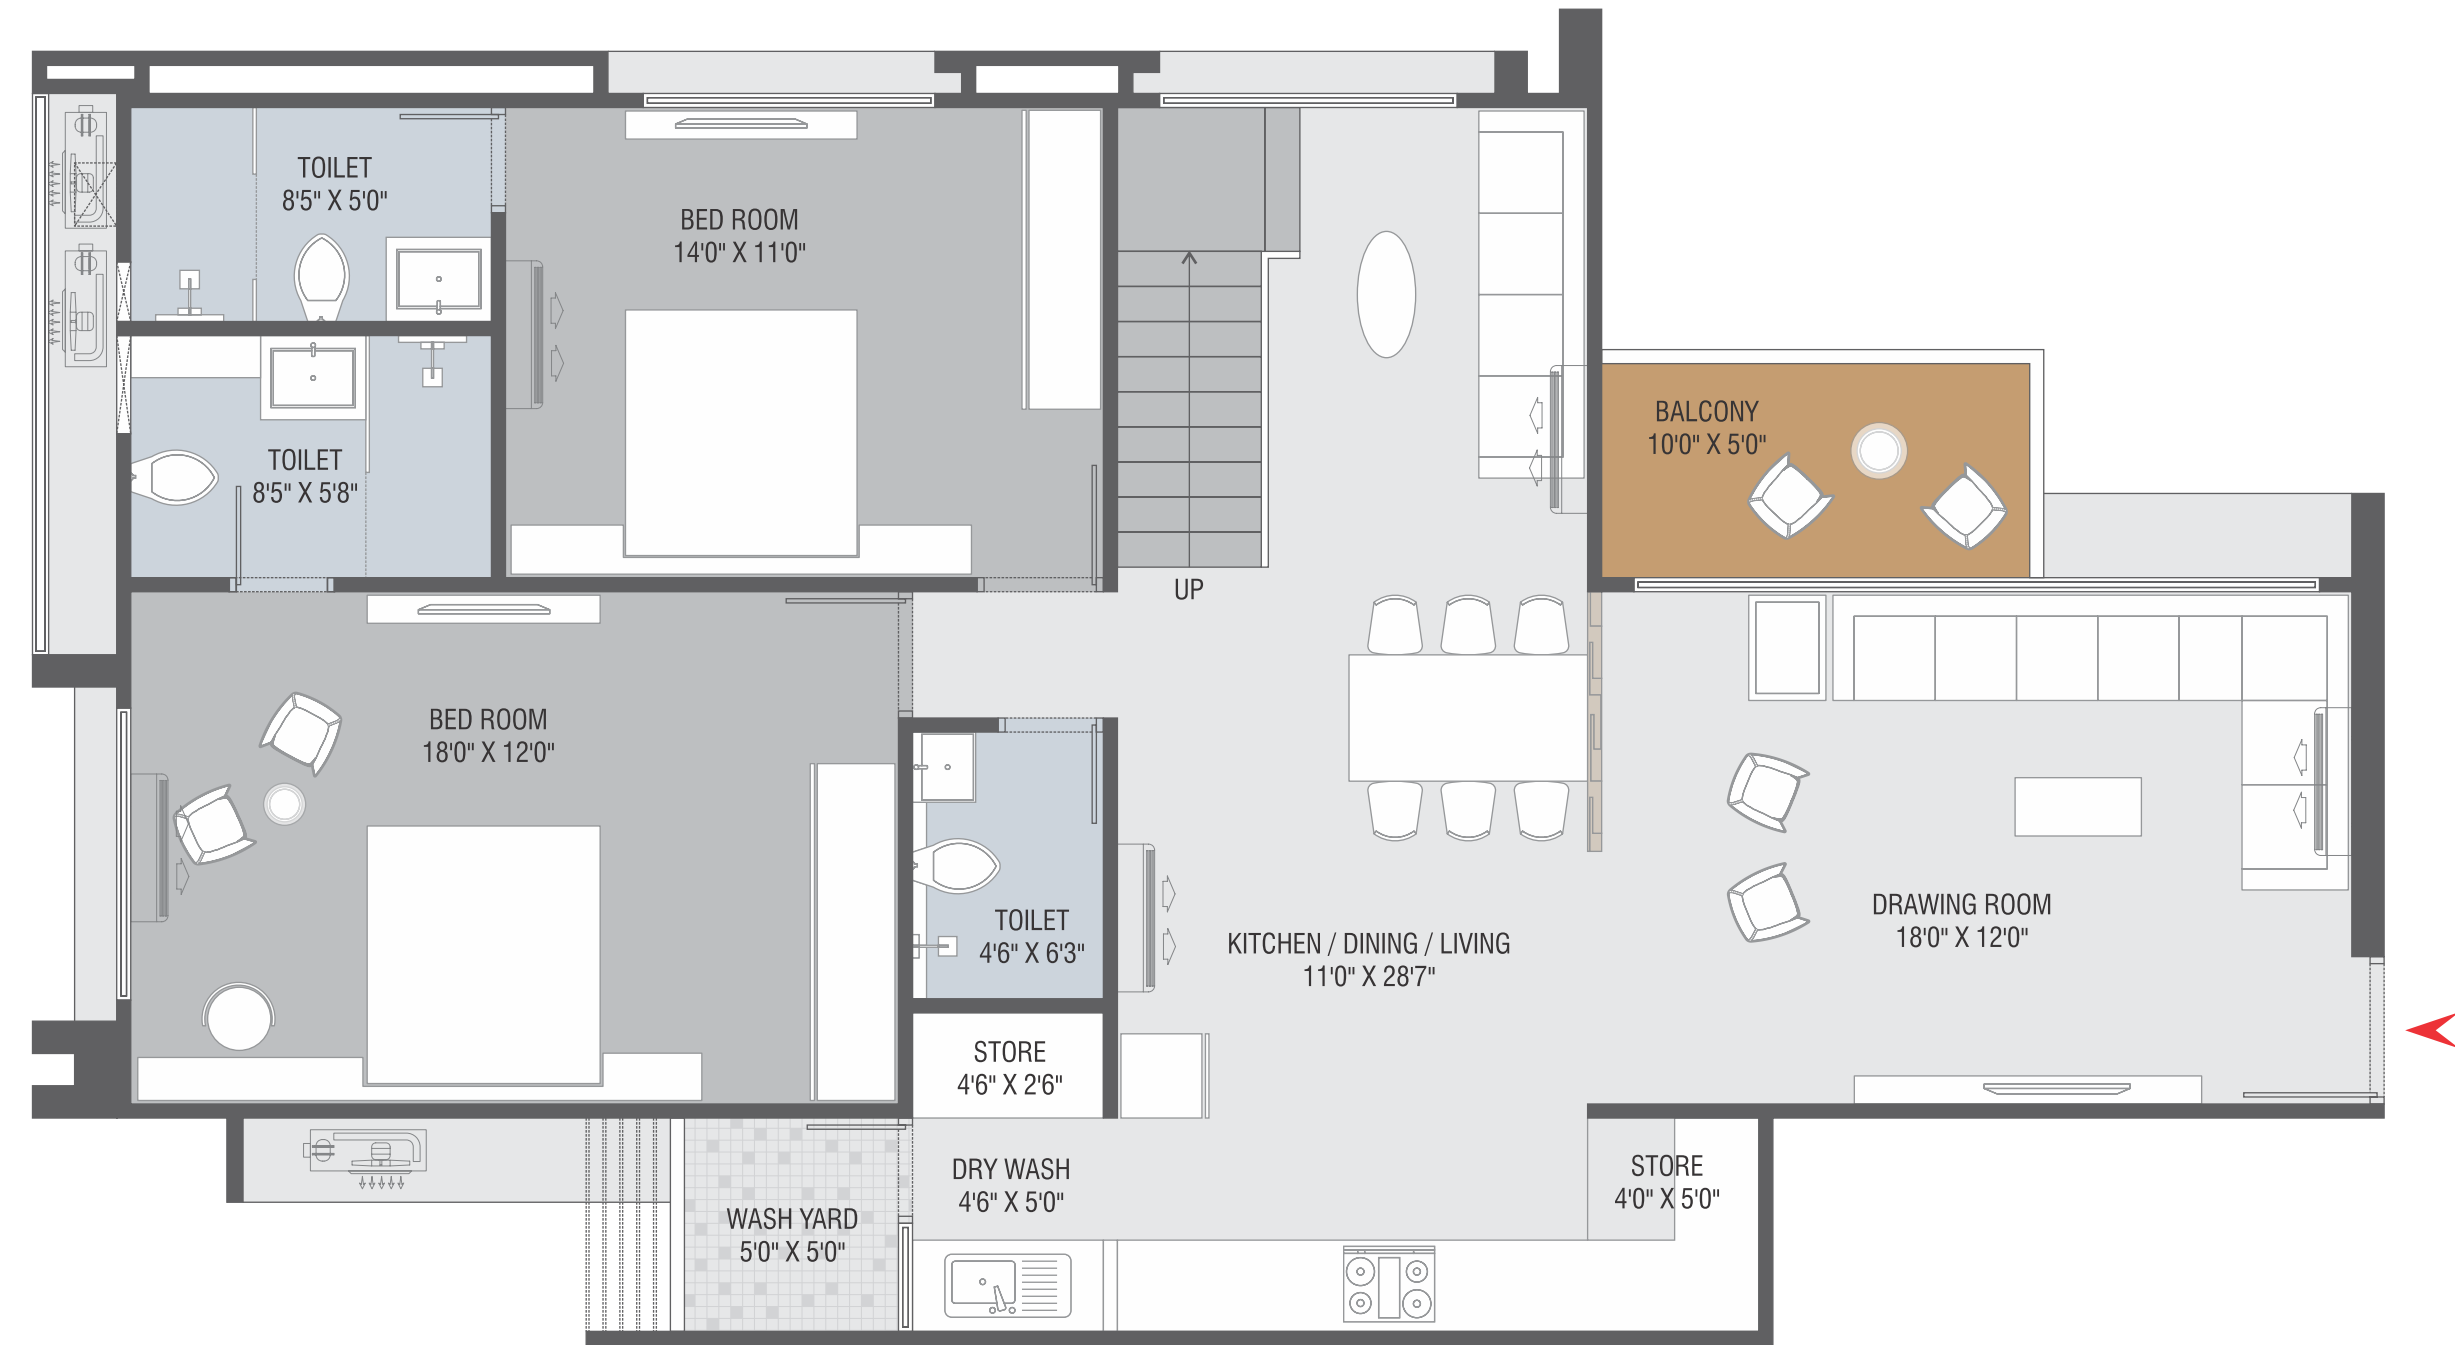 TOILET
8'5" X 5'0"
BED ROOM
14'0" X 11'0"
TOILET
8'5" X 5'8"
BALCONY
10'0" X 5'0"
UP
BED ROOM
18'0" X 12'0"
TOILET
4'6" X 6'3"
KITCHEN / DINING / LIVING
11'0" X 28'7"
DRAWING ROOM
18'0" X 12'0"
STORE
4'6" X 2'6"
DRY WASH
4'6" X 5'0"
STORE
4'0" X 5'0"
WASH YARD
5'0" X 5'0"